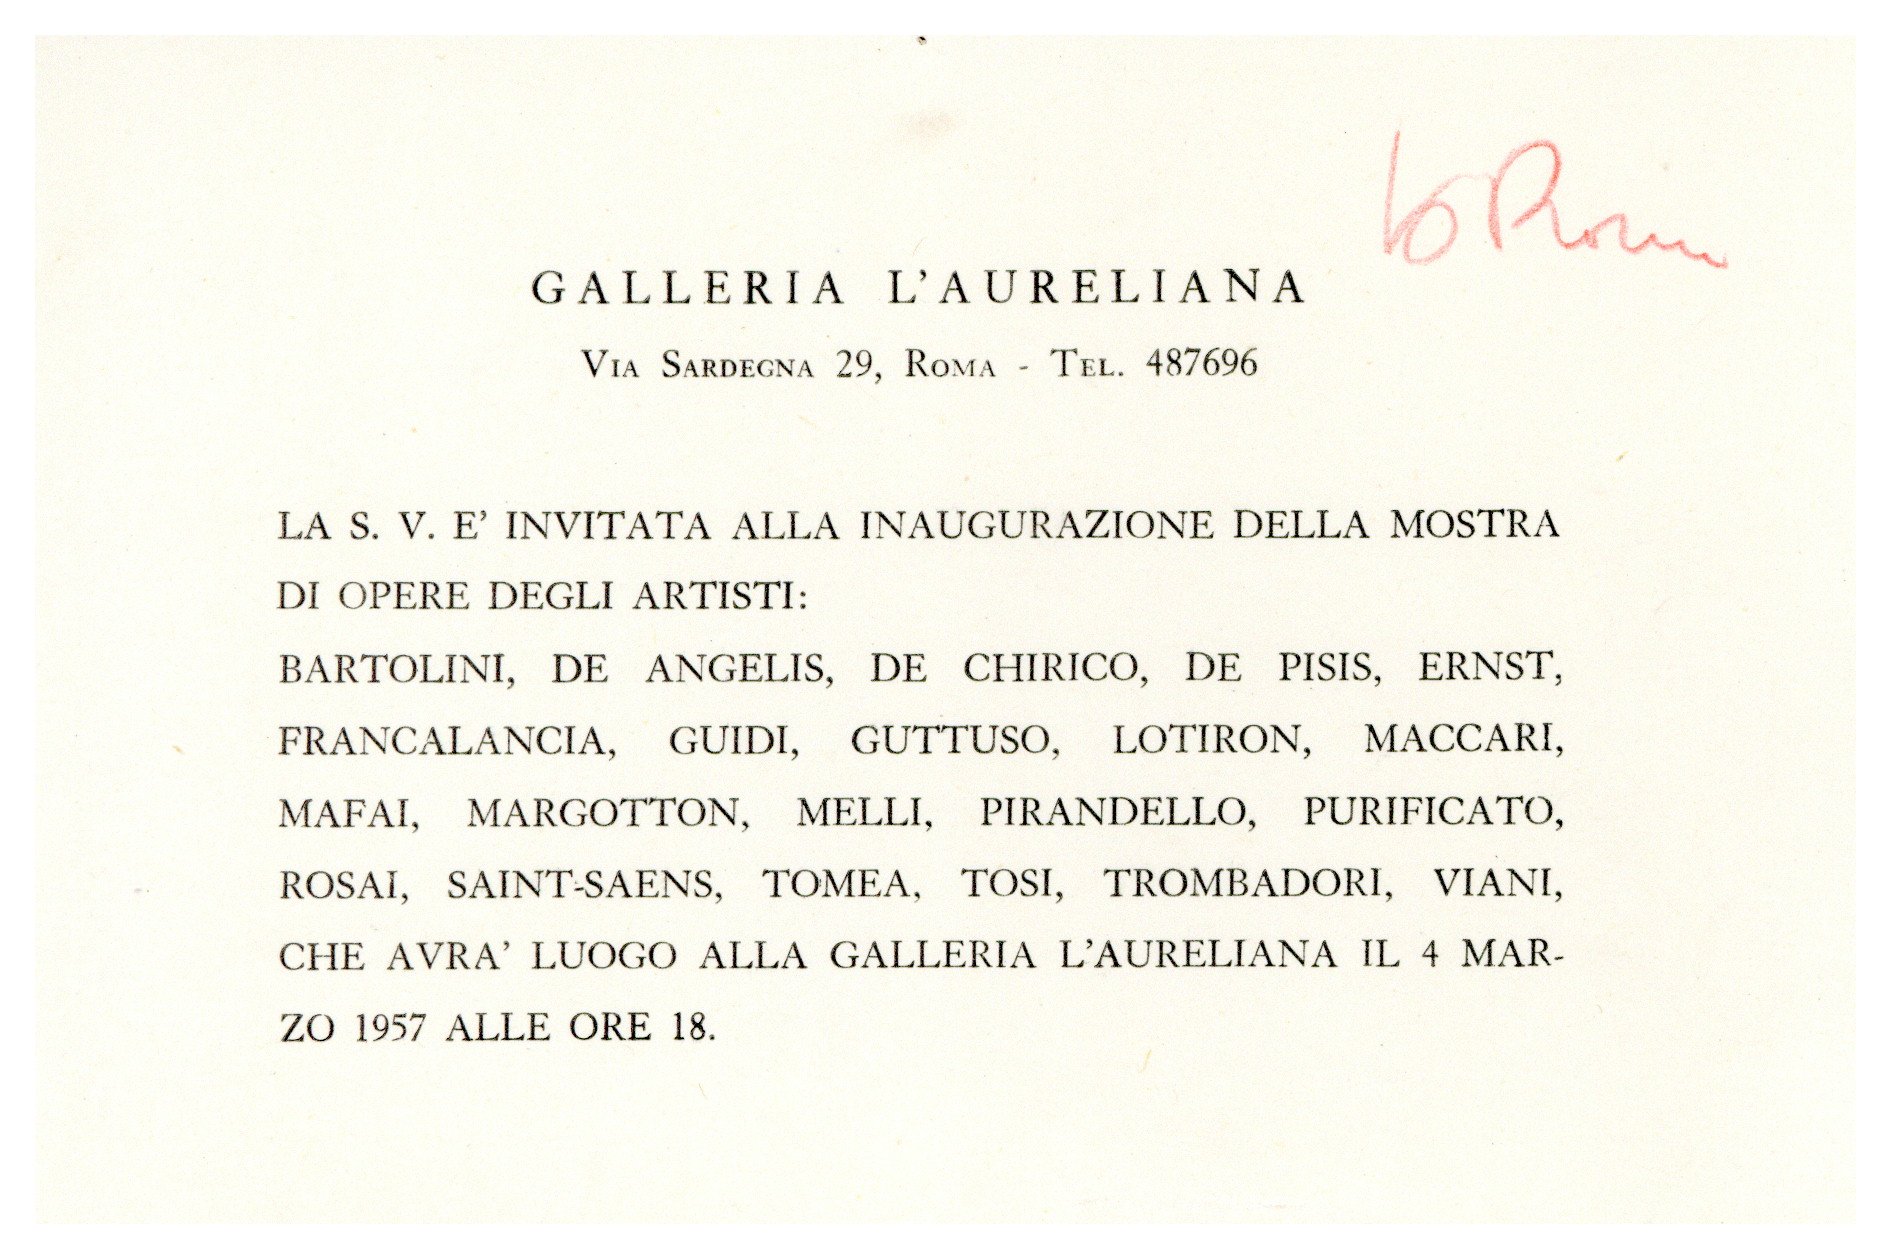 GALLERIA L'AURELIANA
VIA SARDEGNA 29, ROMA - TEL. 487696
LA S. V. E' INVITATA ALLA INAUGURAZIONE DELLA MOSTRA
DI OPERE DEGLI ARTISTI:
BARTOLINI, DE ANGELIS, DE CHIRICO, DE PISIS, ERNST,
FRANCALANCIA, GUIDI, GUTTUSO, LOTIRON, MACCARI,
MAFAI, MARGOTTON, MELLI, PIRANDELLO, PURIFICATO,
ROSAI, SAINT-SAENS, TOMEA, TOSI, TROMBADORI, VIANI,
CHE AVRA' LUOGO ALLA GALLERIA L'AURELIANA IL 4 MAR-
ZO 1957 ALLE ORE 18.